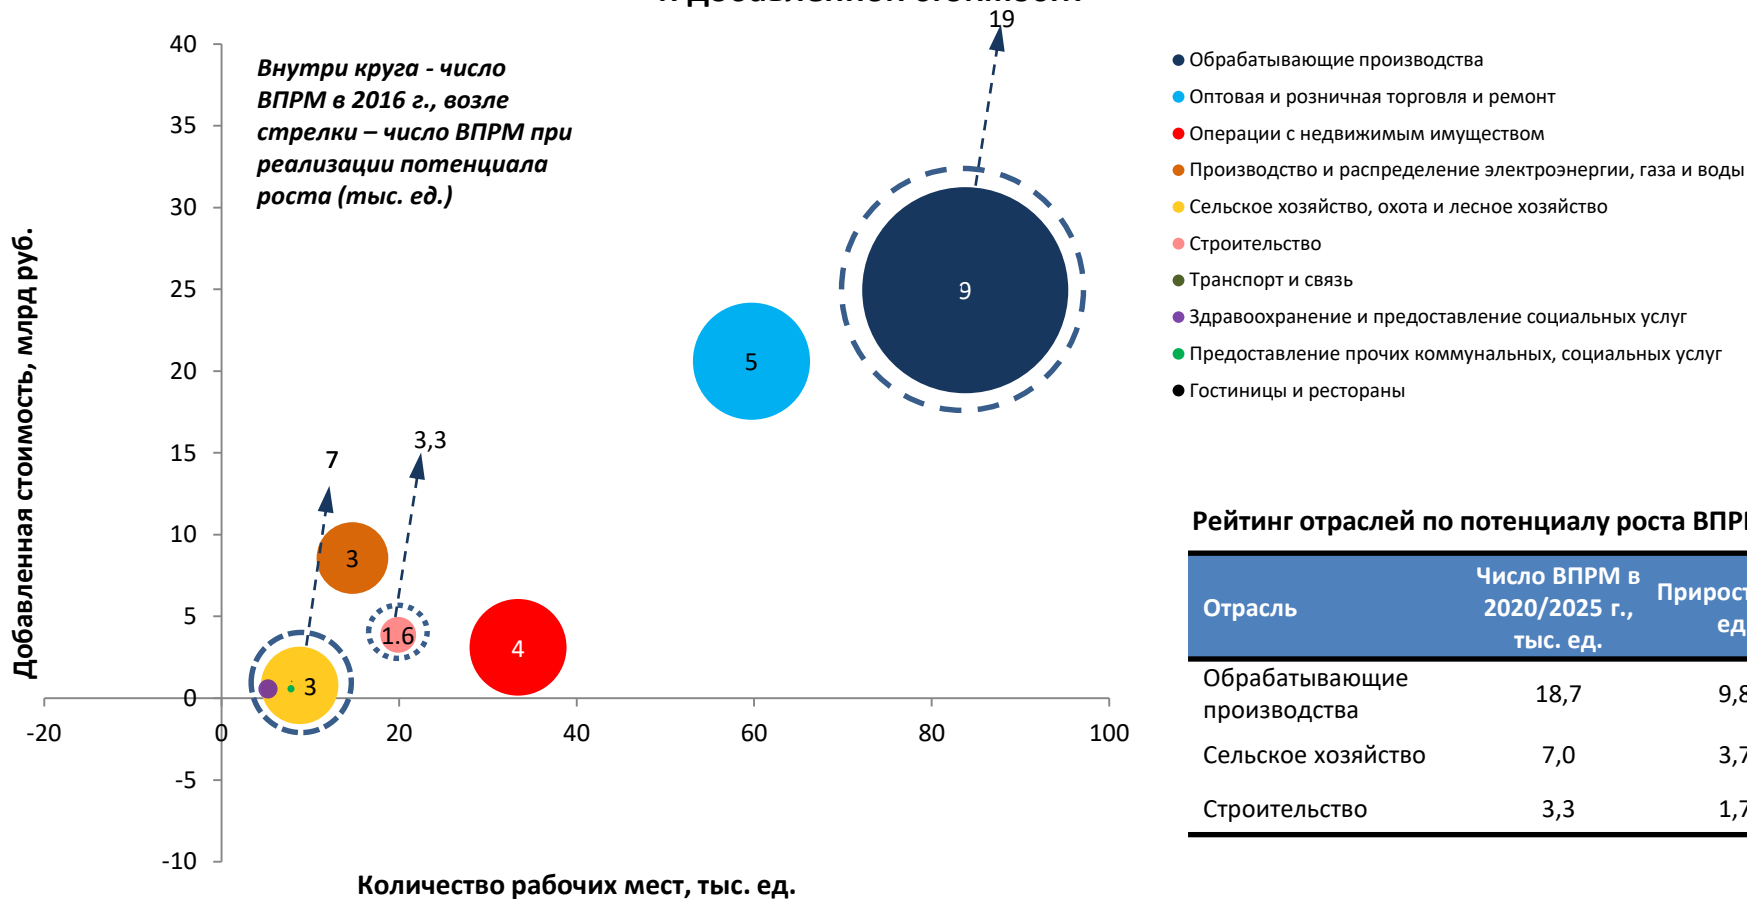 19
40
35
30
25
20
15
10
5
0
-5
-10
-20
0
20
40
60
80
100
Добавленная стоимость, млрд руб.
Количество рабочих мест, тыс. ед.
Внутри круга - число
ВПРМ в 2016 г., возле
стрелки – число ВПРМ при
реализации потенциала
роста (тыс. ед.)
9
5
3,3
7
3
1.6
4
3
Обрабатывающие производства
Оптовая и розничная торговля и ремонт
Операции с недвижимым имуществом
Производство и распределение электроэнергии, газа и воды
Сельское хозяйство, охота и лесное хозяйство
Строительство
Транспорт и связь
Здравоохранение и предоставление социальных услуг
Предоставление прочих коммунальных, социальных услуг
Гостиницы и рестораны
Рейтинг отраслей по потенциалу роста
Отрасль
Число ВПРМ в
2020/2025 г.,
тыс. ед.
Прирост
ед
Обрабатывающие
производства
18,7
9,8
Сельское хозяйство
7,0
3,7
Строительство
3,3
1,7